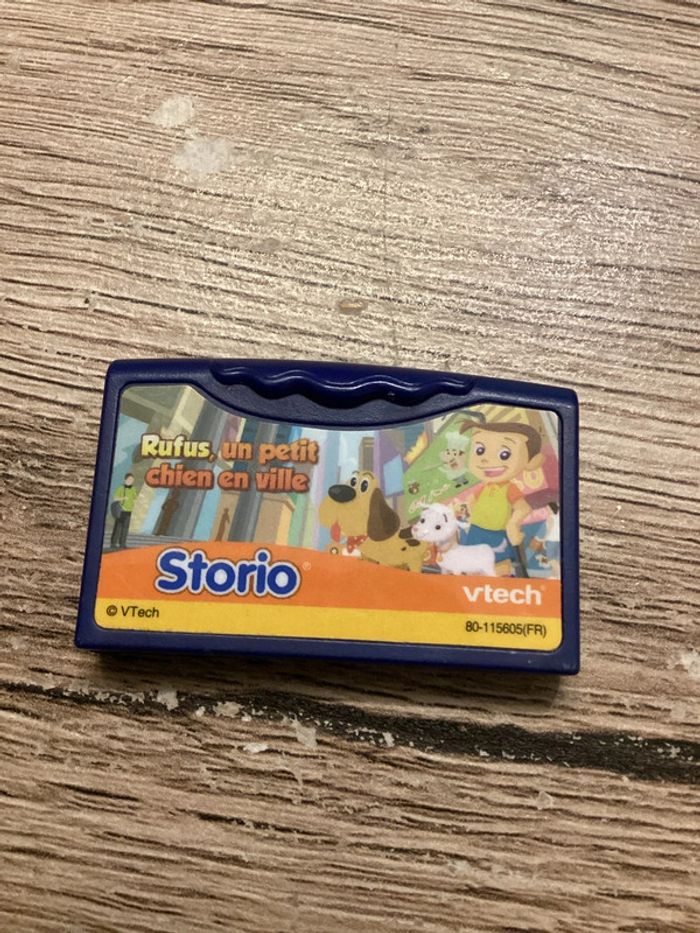 Rufus, un petit
chien en ville
Storio®
vtech
© VTech
80-115605(FR)